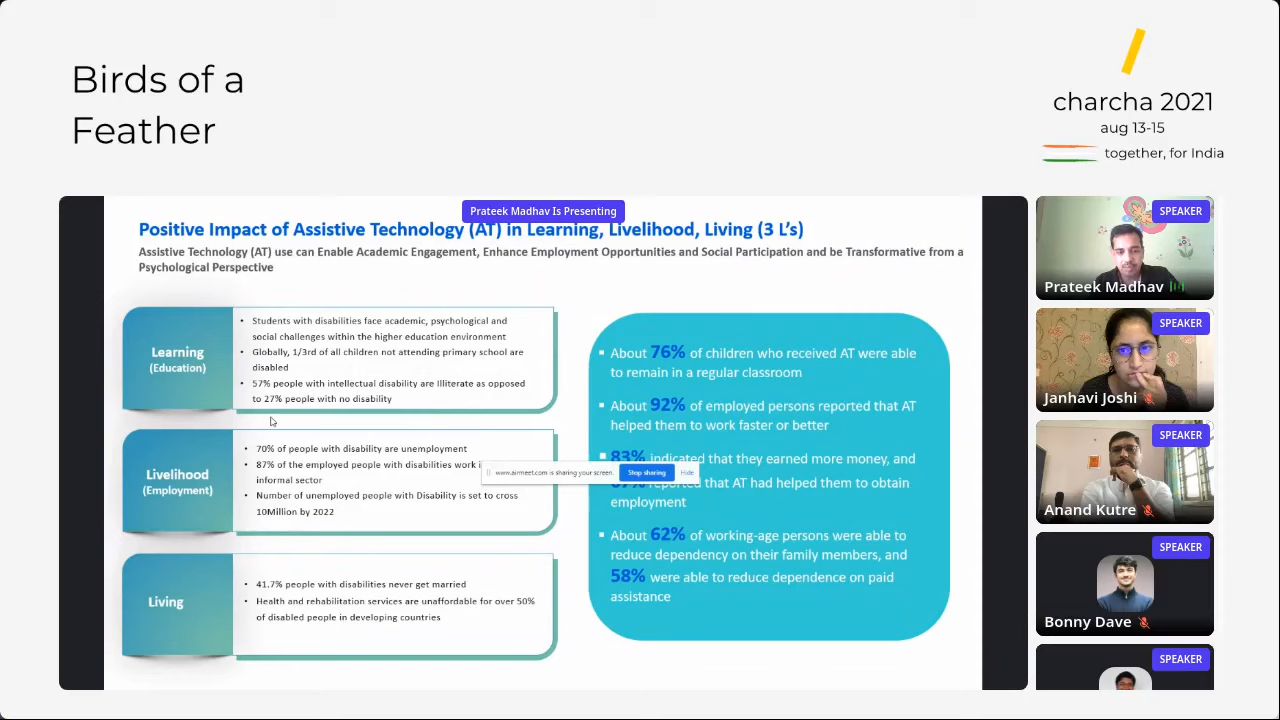 Birds of a
Feather
charcha 2021
aug 13-15
together, for India
Prateek Madhav Is Presenting
Positive Impact of Assistive Technology (AT) in Learning, Livelihood, Living (3 L's)
Assistive Technology (AT) use can Enable Academic Engagement, Enhance Employment Opportunities and Social Participation and be Transformative from a
Psychological Perspective
Learning
(Education)
• Students with disabilities face academic, psychological and
social challenges within the higher education environment
• Globally, 1/3rd of all children not attending primary school are
disabled
• 57% people with intellectual disability are Illiterate as opposed
to 27% people with no disability
Livelihood
(Employment)
• 70% of people with disability are unemployment
• 87% of the employed people with disabilities work
informal sector
• Number of unemployed people with Disability is set to cross
10Million by 2022
Living
• 41.7% people with disabilities never get married
• Health and rehabilitation services are unaffordable for over 50%
of disabled people in developing countries
About 76% of children who received AT were able
to remain in a regular classroom
About 92% of employed persons reported that AT
helped them to work faster or better
83% indicated that they earned more money, and
reported that AT had helped them to obtain
employment
About 62% of working-age persons were able to
reduce dependency on their family members, and
58% were able to reduce dependence on paid
assistance
www.airmeet.com is sharing your screen.
Stop sharing
Hide
SPEAKER
Prateek Madhav
SPEAKER
Janhavi Joshi
SPEAKER
Anand Kutre
SPEAKER
Bonny Dave
SPEAKER